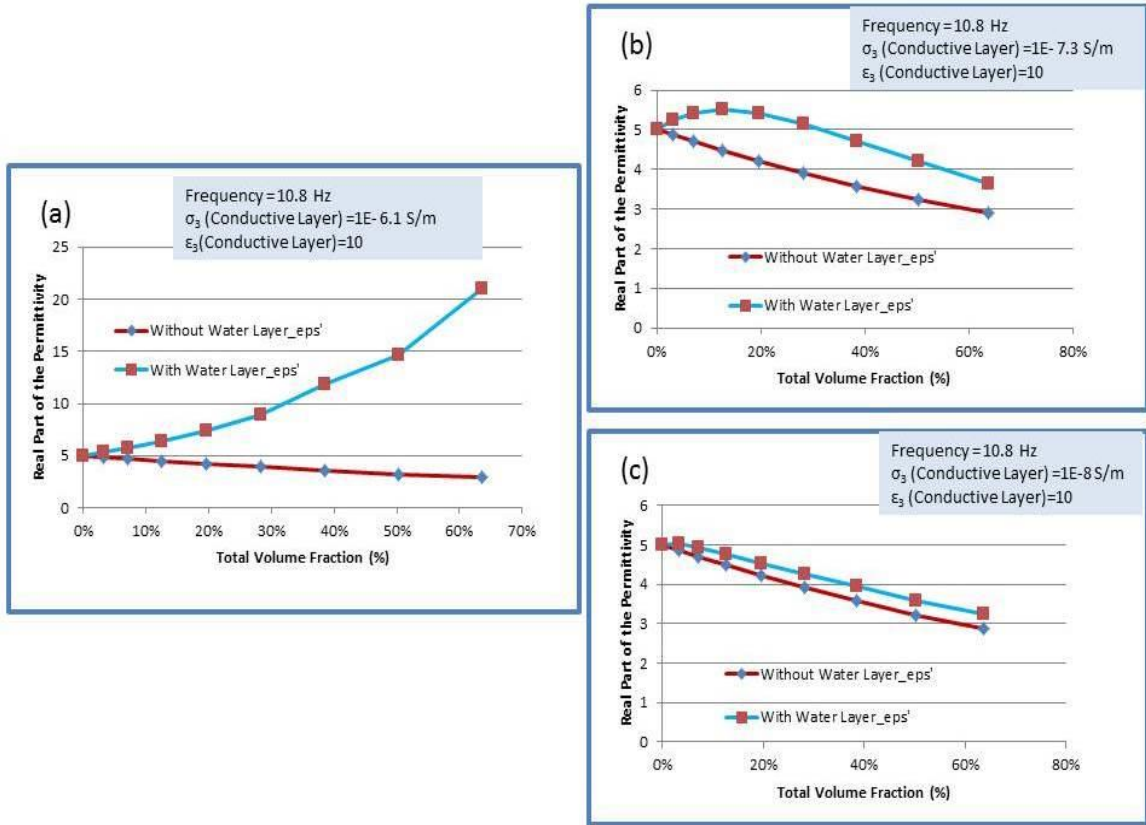 (a)
Frequency = 10.8 Hz
σ₃ (Conductive Layer) =1E- 6.1 S/m
ε₃(Conductive Layer)=10
Real Part of the Permittivity
25
20
15
10
5
0
Without Water Layer_eps'
With Water Layer_eps'
0% 10% 20% 30% 40% 50% 60% 70%
Total Volume Fraction (%)
(b)
Frequency = 10.8 Hz
σ₃ (Conductive Layer) =1E- 7.3 S/m
ε₃ (Conductive Layer)=10
Real Part of the Permittivity
6
5
4
3
2
1
0
Without Water Layer_eps'
With Water Layer_eps'
0% 20% 40% 60% 80%
Total Volume Fraction (%)
(c)
Frequency = 10.8 Hz
σ₃ (Conductive Layer) =1E-8 S/m
ε₃ (Conductive Layer)=10
Real Part of the Permittivity
6
5
4
3
2
1
0
Without Water Layer_eps'
With Water Layer_eps'
0% 20% 40% 60% 80%
Total Volume Fraction (%)